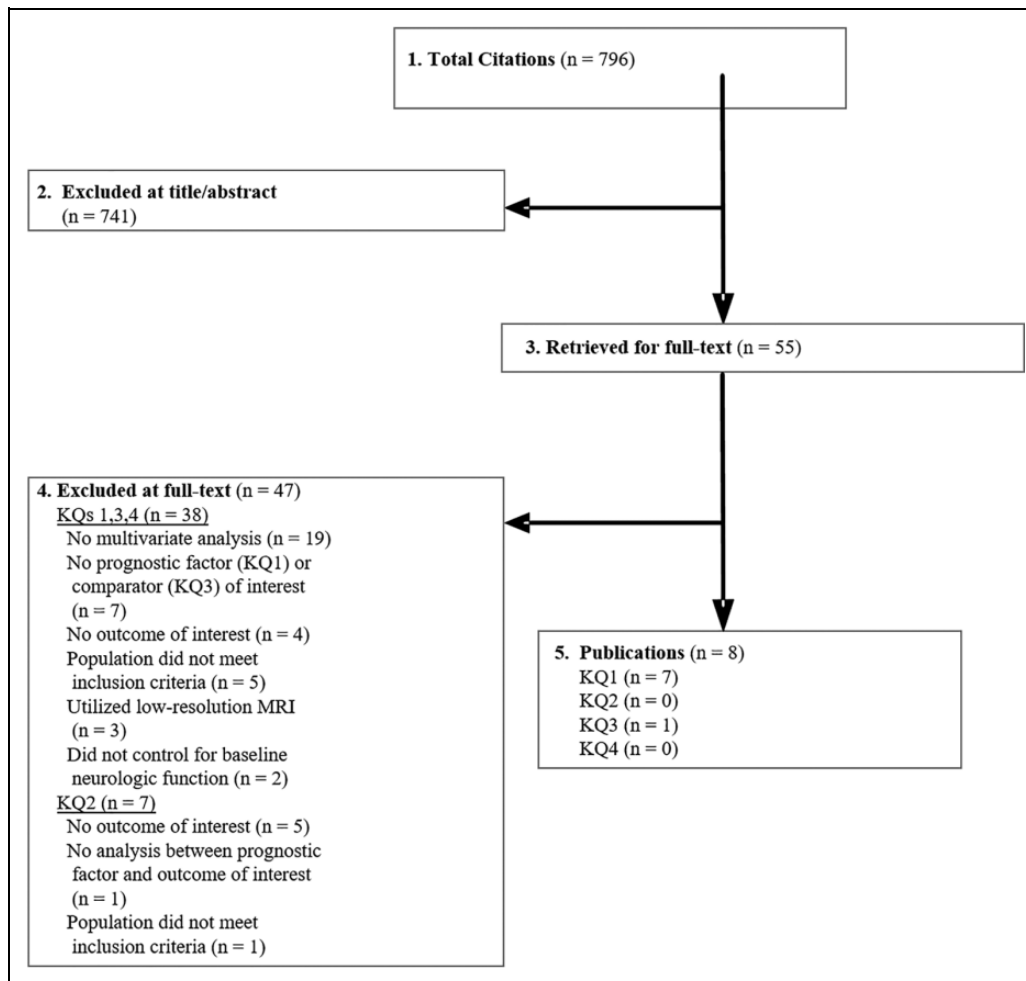 1. Total Citations (n = 796)
2. Excluded at title/abstract
(n = 741)
3. Retrieved for full-text (n = 55)
4. Excluded at full-text (n = 47)
KQs 1,3,4 (n = 38)
No multivariate analysis (n = 19)
No prognostic factor (KQ1) or
comparator (KQ3) of interest
(n = 7)
No outcome of interest (n = 4)
Population did not meet
inclusion criteria (n = 5)
Utilized low-resolution MRI
(n = 3)
Did not control for baseline
neurologic function (n = 2)
KQ2 (n = 7)
No outcome of interest (n = 5)
No analysis between prognostic
factor and outcome of interest
(n = 1)
Population did not meet
inclusion criteria (n = 1)
5. Publications (n = 8)
KQ1 (n = 7)
KQ2 (n = 0)
KQ3 (n = 1)
KQ4 (n = 0)